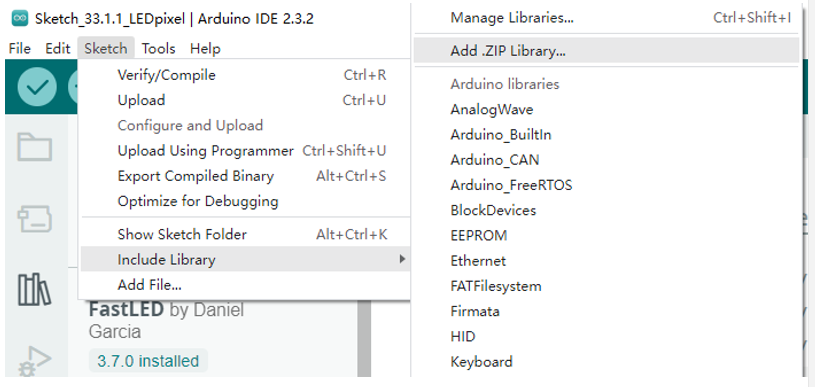 Sketch_33.1.1_LEDpixel | Arduino IDE 2.3.2
File Edit Sketch Tools Help
Verify/Compile Ctrl+R
Upload Ctrl+U
Configure and Upload
Upload Using Programmer Ctrl+Shift+U
Export Compiled Binary Alt+Ctrl+S
Optimize for Debugging
Show Sketch Folder Alt+Ctrl+K
Include Library
Add File...
FastLED by Daniel
Garcia
3.7.0 installed
Manage Libraries... Ctrl+Shift+I
Add .ZIP Library...
Arduino libraries
AnalogWave
Arduino_BuiltIn
Arduino_CAN
Arduino_FreeRTOS
BlockDevices
EEPROM
Ethernet
FATFilesystem
Firmata
HID
Keyboard